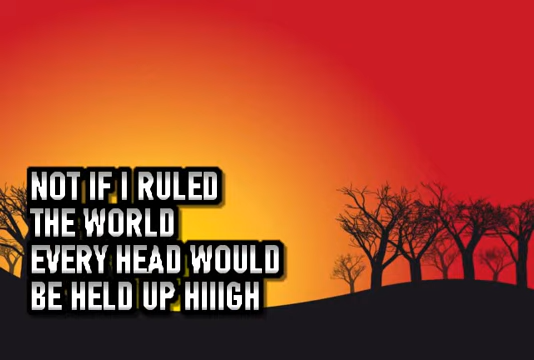 NOT IF I RULED
THE WORLD
EVERY HEAD WOULD
BE HELD UP HIIIGH